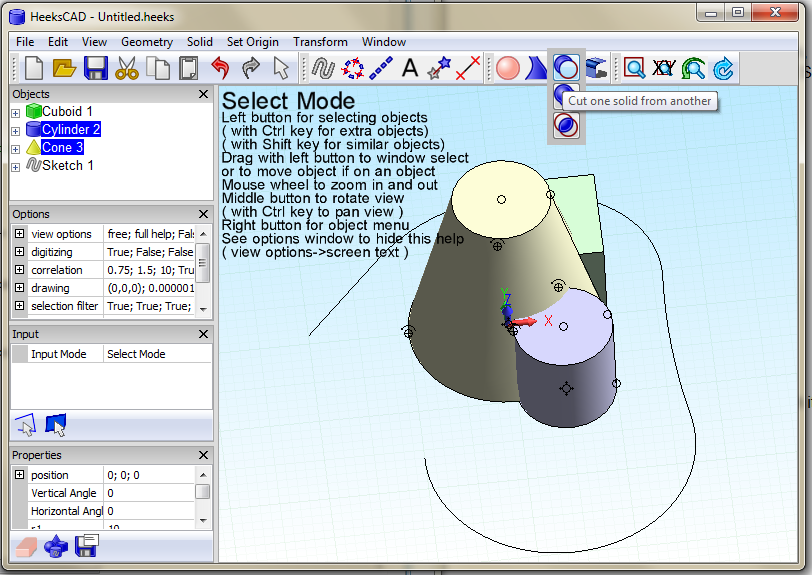 HeeksCAD - Untitled.heeks
File Edit View Geometry Solid Set Origin Transform Window
A
Objects
Cuboid 1
Cylinder 2
Cone 3
Sketch 1
Options
view options free; full help; Fal
digitizing True; False; False
correlation 0.75; 1.5; 10; Tru
drawing (0,0,0); 0.000001
selection filter True; True; True;
Input
Input Mode Select Mode
Properties
position 0; 0; 0
Vertical Angle 0
Horizontal Angl 0
r1 10
Cut one solid from another
Select Mode
Left button for selecting objects
( with Ctrl key for extra objects)
( with Shift key for similar objects)
Drag with left button to window select
or to move object if on an object
Mouse wheel to zoom in and out
Middle button to rotate view
( with Ctrl key to pan view )
Right button for object menu
See options window to hide this help
( view options->screen text )
Y
Z
X